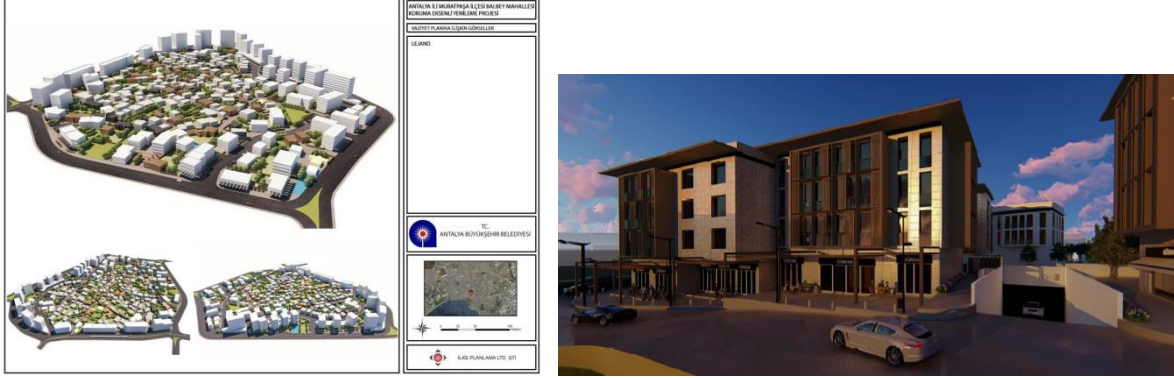 ANTALYA İLİ MURATPAŞA İLÇESİ BALBEY MAHALLESİ
KORUMA EKSENLİ YENİLEME PROJESİ
VAZİYET PLANINA İLİŞKİN GÖRSELLER
LEJAND
T.C.
ANTALYA BÜYÜKŞEHİR BELEDİYESİ
İLKE PLANLAMA LTD. ŞTİ